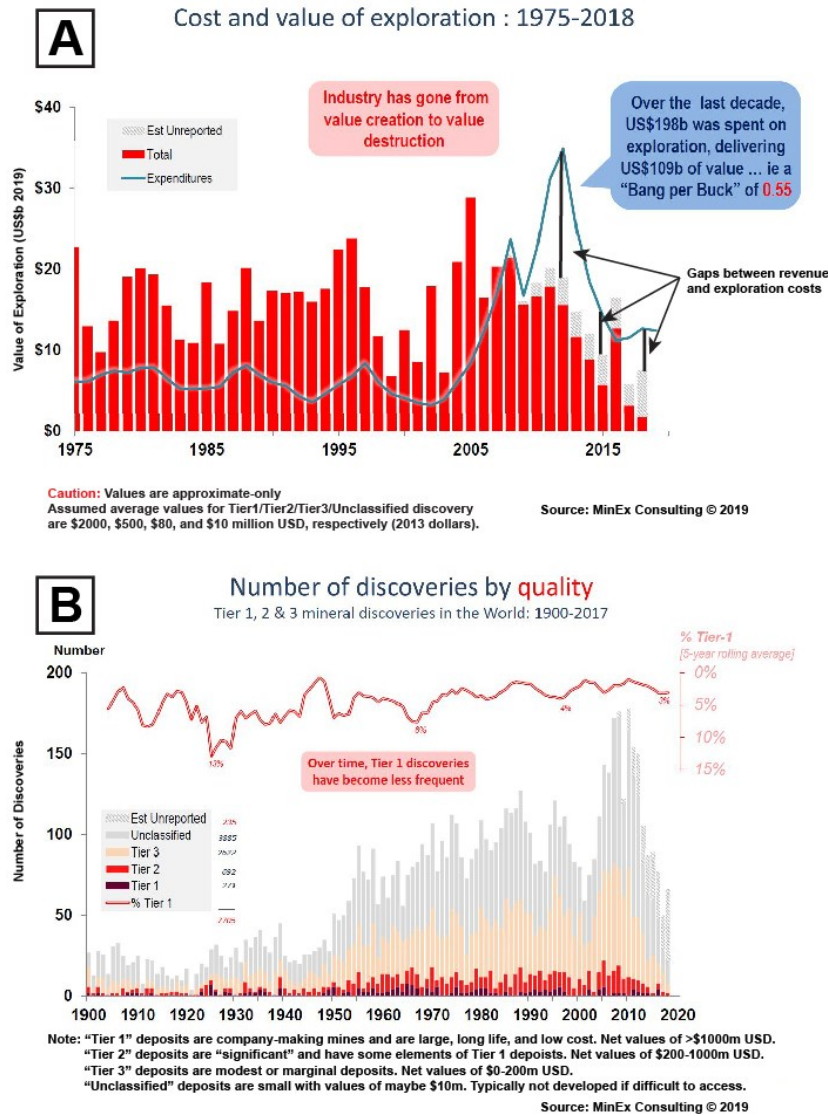 A
Cost and value of exploration : 1975-2018
$40
$30
$20
$10
$0
Value of Exploration (US$b 2019)
Est Unreported
Total
Expenditures
Industry has gone from
value creation to value
destruction
Over the last decade,
US$198b was spent on
exploration, delivering
US$109b of value ... ie a
“Bang per Buck” of 0.55
Gaps between revenue
and exploration costs
1975 1985 1995 2005 2015
Caution: Values are approximate-only
Assumed average values for Tier1/Tier2/Tier3/Unclassified discovery
are $2000, $500, $80, and $10 million USD, respectively (2013 dollars).
Source: MinEx Consulting © 2019
B
Number of discoveries by quality
Tier 1, 2 & 3 mineral discoveries in the World: 1900-2017
Number
% Tier-1
[5-year rolling average]
200
150
100
50
0
Number of Discoveries
0%
5%
10%
15%
13%
8%
4%
3%
Over time, Tier 1 discoveries
have become less frequent
Est Unreported 235
Unclassified
Tier 3
Tier 2
Tier 1
% Tier 1
1900 1910 1920 1930 1940 1950 1960 1970 1980 1990 2000 2010 2020
Note: “Tier 1” deposits are company-making mines and are large, long life, and low cost. Net values of >$1000m USD.
“Tier 2” deposits are “significant” and have some elements of Tier 1 depoists. Net values of $200-1000m USD.
“Tier 3” deposits are modest or marginal deposits. Net values of $0-200m USD.
“Unclassified” deposits are small with values of maybe $10m. Typically not developed if difficult to access.
Source: MinEx Consulting © 2019